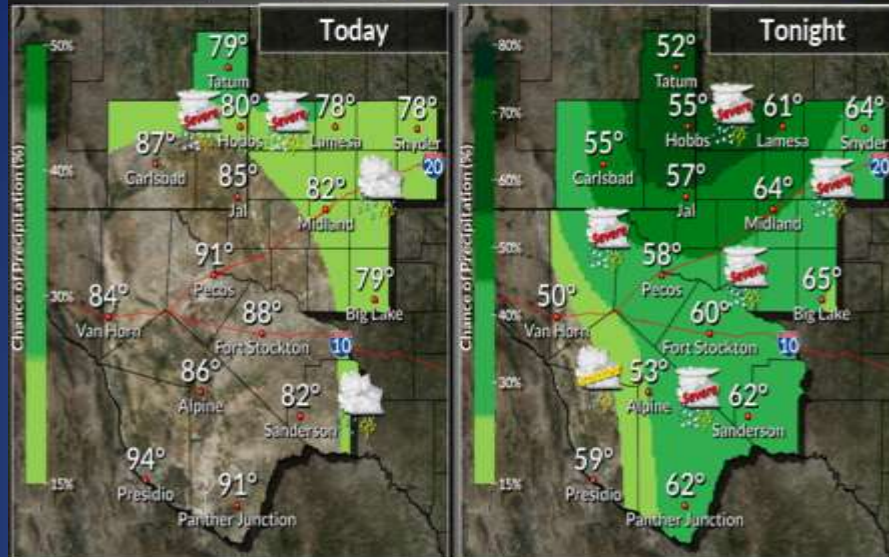 Today
Chance of Precipitation (%)
50%
40%
30%
15%
79°
Tatum
Severe
80°
Hobbs
Severe
78°
Lamesa
78°
Snyder
87°
Carlsbad
20
85°
Jal
82°
Midland
91°
Pecos
79°
Big Lake
84°
Van Horn
88°
Fort Stockton
10
86°
Alpine
82°
Sanderson
94°
Presidio
91°
Panther Junction
Tonight
Chance of Precipitation (%)
80%
70%
60%
50%
40%
30%
15%
52°
Tatum
55°
Hobbs
Severe
61°
Lamesa
64°
Snyder
55°
Carlsbad
Severe
20
57°
Jal
64°
Midland
Severe
58°
Pecos
Severe
65°
Big Lake
50°
Van Horn
60°
Fort Stockton
10
53°
Alpine
Severe
62°
Sanderson
59°
Presidio
62°
Panther Junction